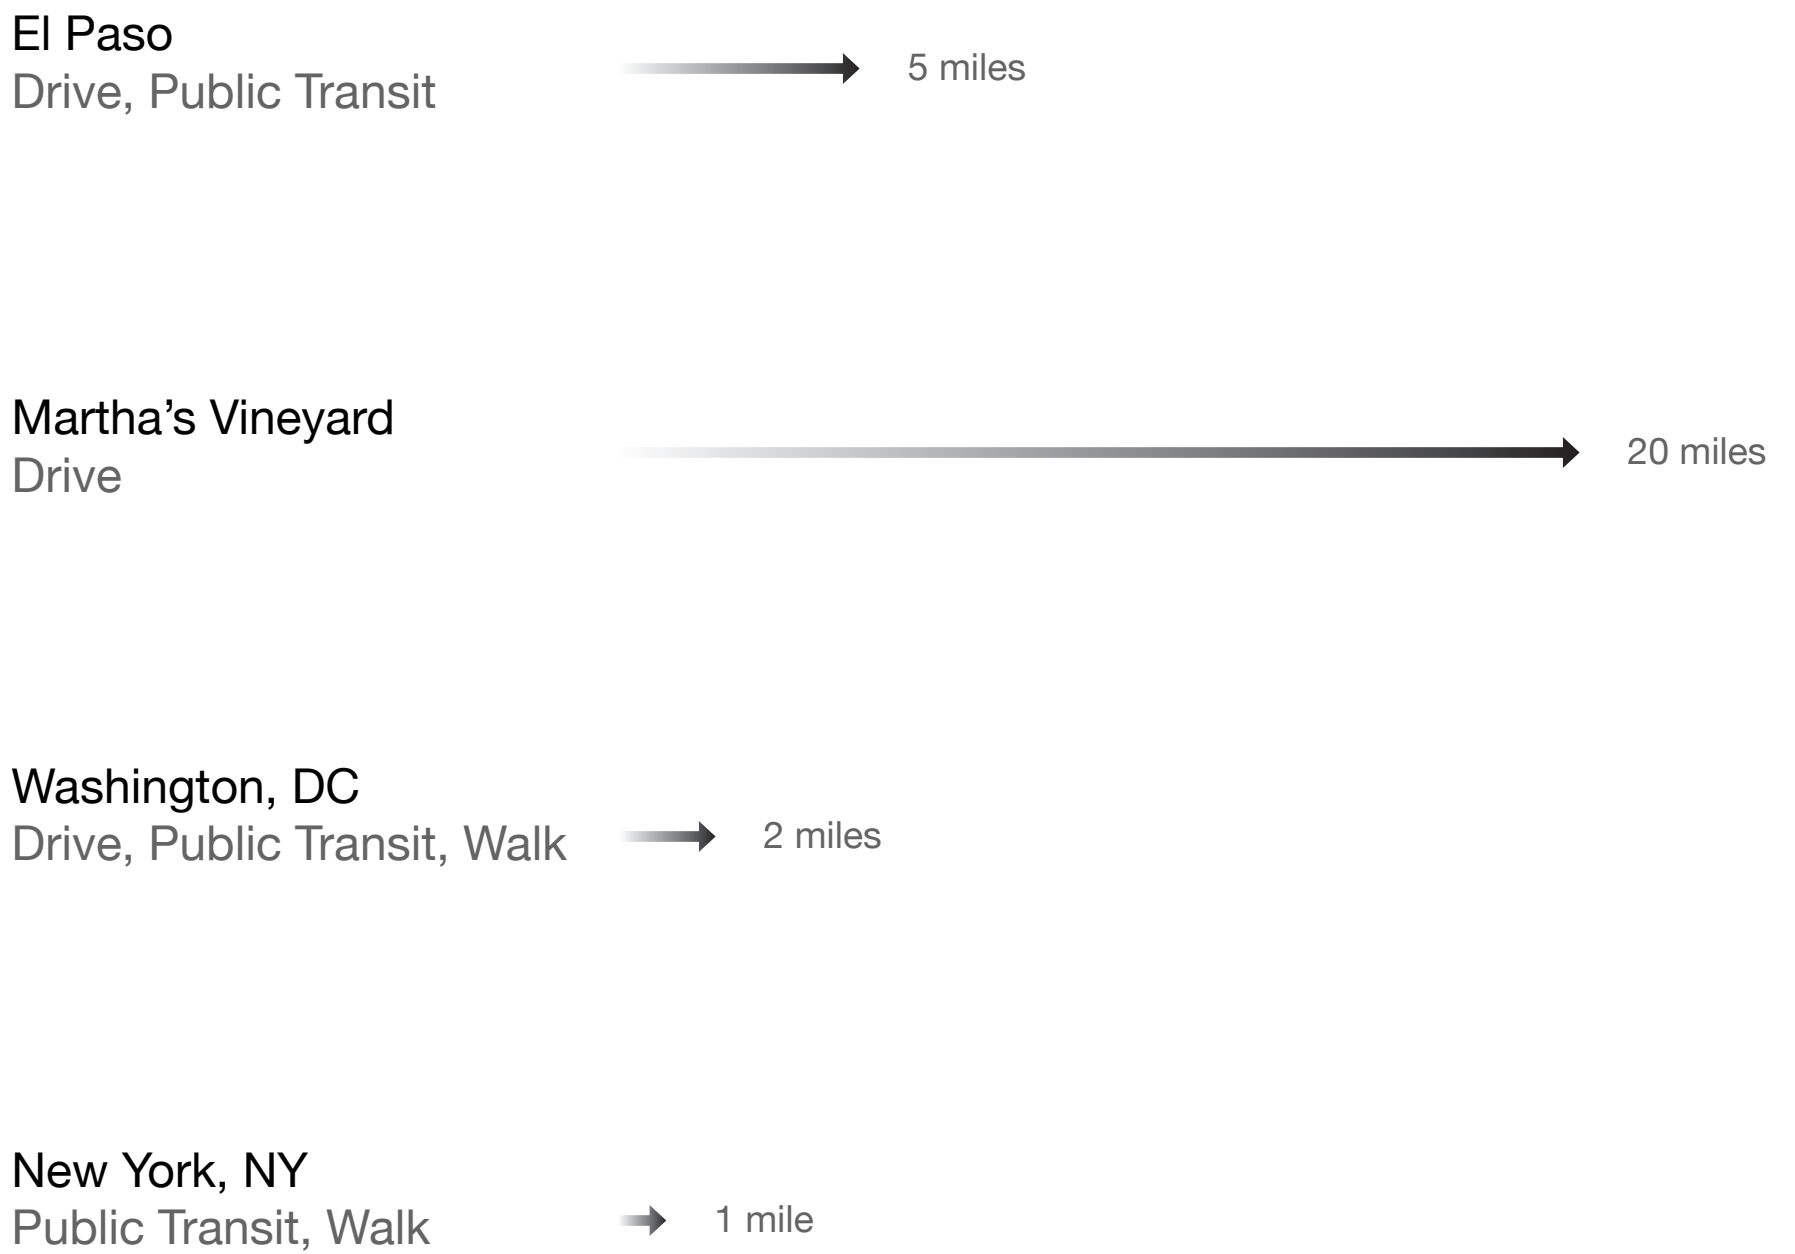 El Paso
Drive, Public Transit
5 miles
Martha’s Vineyard
Drive
20 miles
Washington, DC
Drive, Public Transit, Walk
2 miles
New York, NY
Public Transit, Walk
1 mile